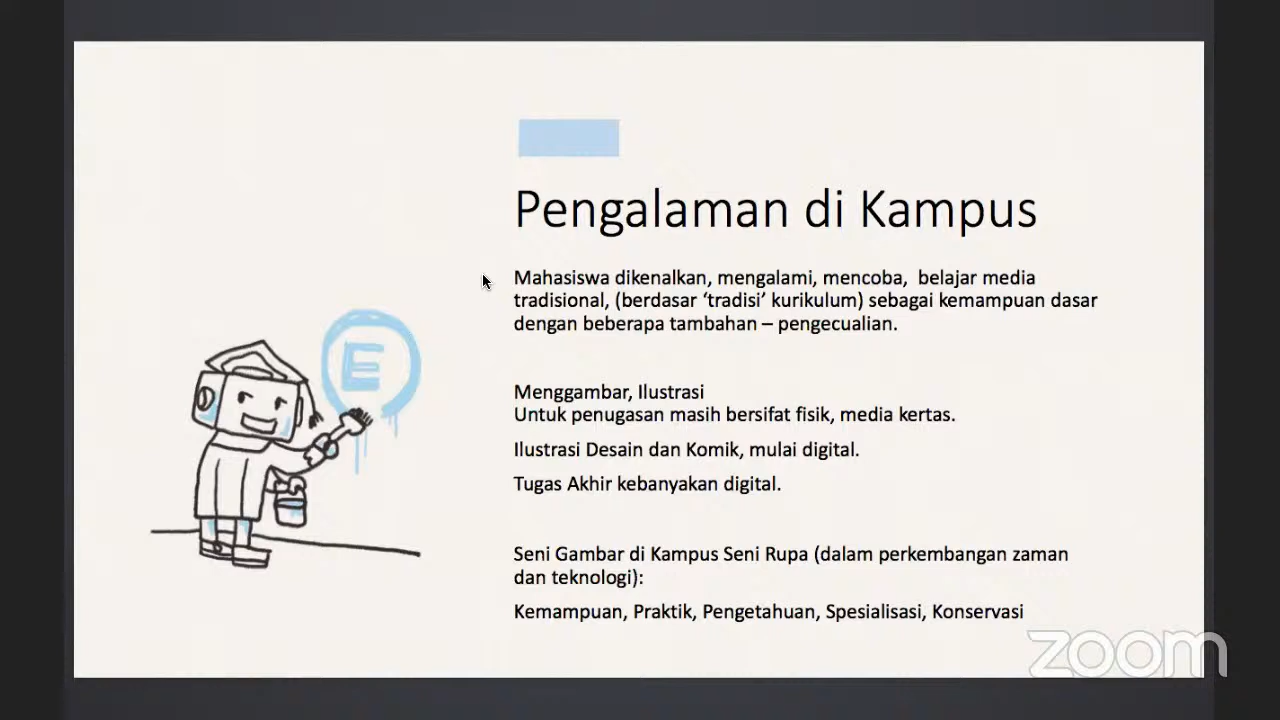 Pengalaman di Kampus
Mahasiswa dikenalkan, mengalami, mencoba,  belajar media
tradisional, (berdasar ‘tradisi’ kurikulum) sebagai kemampuan dasar
dengan beberapa tambahan – pengecualian.
E
Menggambar, Ilustrasi
Untuk penugasan masih bersifat fisik, media kertas.
Ilustrasi Desain dan Komik, mulai digital.
Tugas Akhir kebanyakan digital.
Seni Gambar di Kampus Seni Rupa (dalam perkembangan zaman
dan teknologi):
Kemampuan, Praktik, Pengetahuan, Spesialisasi, Konservasi
zoom